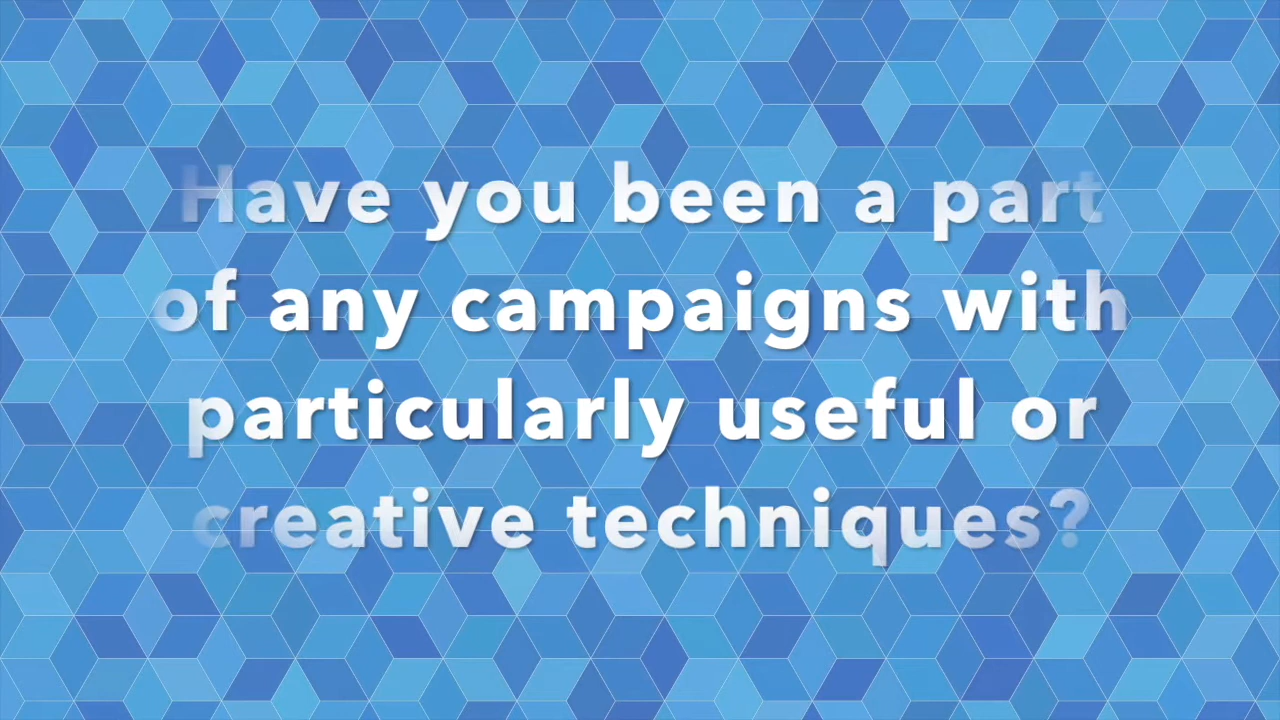 Have you been a part
of any campaigns with
particularly useful or
creative techniques?